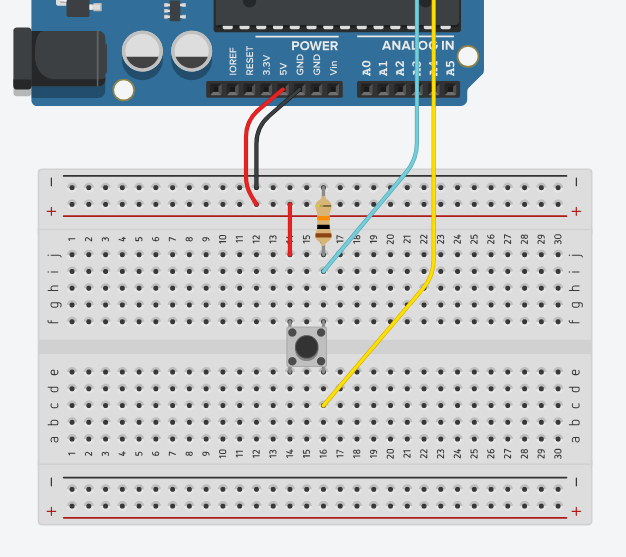 POWER
ANALOG IN
IOREF
RESET
3.3V
5V
GND
GND
Vin
A0
A1
A2
A5
− −
+ +
1 2 3 4 5 6 7 8 9 10 11 12 13 15 16 17 18 19 20 21 22 23 24 25 26 27 28 29 30
j j
i i
h h
g g
f f
e e
d d
c c
b b
a a
1 2 3 4 5 6 7 8 9 10 11 12 13 14 15 16 17 18 19 20 21 22 23 24 25 26 27 28 29 30
− −
+ +